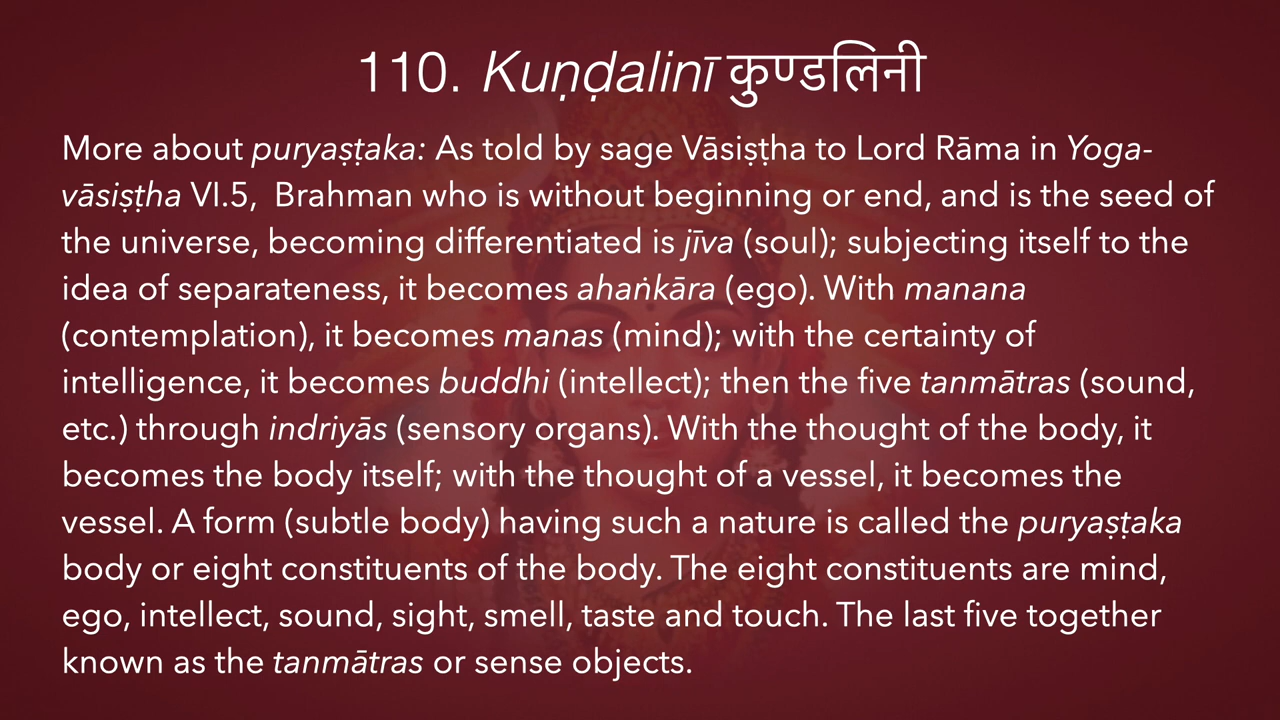 110. Kuṇḍalinī कुण्डलिनी
More about puryaṣṭaka: As told by sage Vāsiṣṭha to Lord Rāma in Yoga-
vāsiṣṭha VI.5, Brahman who is without beginning or end, and is the seed of
the universe, becoming differentiated is jīva (soul); subjecting itself to the
idea of separateness, it becomes ahaṅkāra (ego). With manana
(contemplation), it becomes manas (mind); with the certainty of
intelligence, it becomes buddhi (intellect); then the five tanmātras (sound,
etc.) through indriyās (sensory organs). With the thought of the body, it
becomes the body itself; with the thought of a vessel, it becomes the
vessel. A form (subtle body) having such a nature is called the puryaṣṭaka
body or eight constituents of the body. The eight constituents are mind,
ego, intellect, sound, sight, smell, taste and touch. The last five together
known as the tanmātras or sense objects.